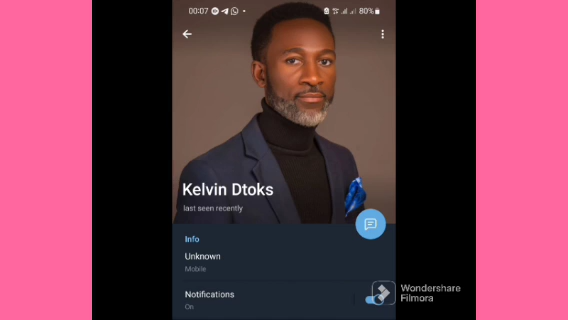 00:07
80%
Kelvin Dtoks
last seen recently
Info
Unknown
Mobile
Notifications
On
Wondershare
Filmora